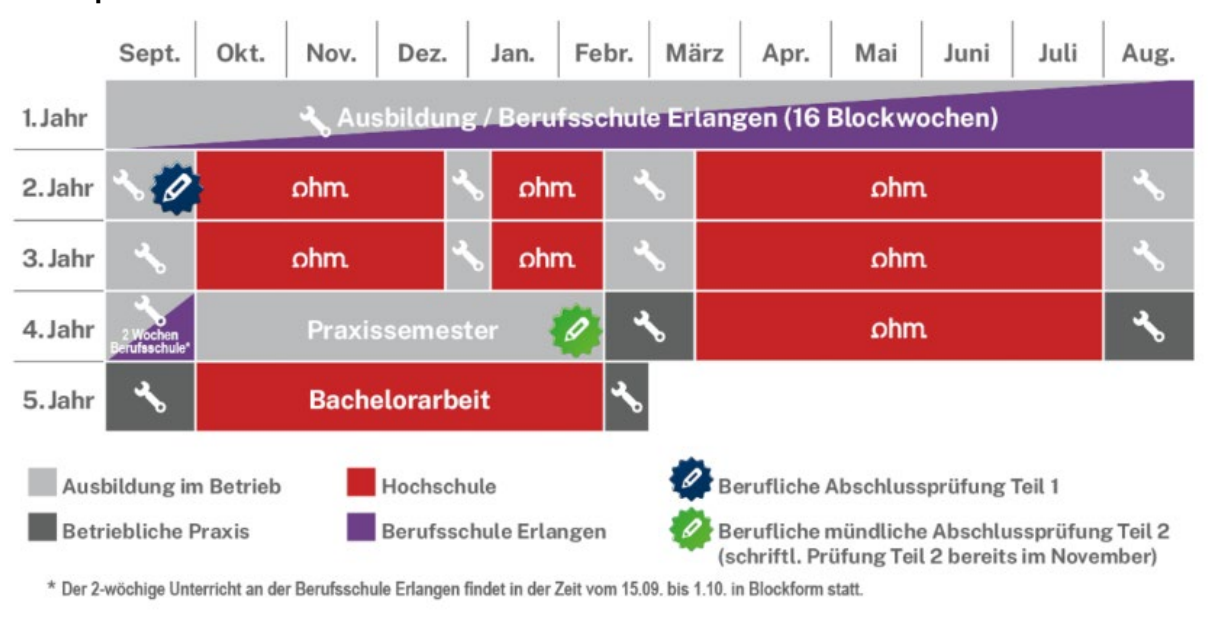 Sept. Okt. Nov. Dez. Jan. Febr. März Apr. Mai Juni Juli Aug.
1. Jahr Ausbildung / Berufsschule Erlangen (16 Blockwochen)
2. Jahr ohm ohm ohm
3. Jahr ohm ohm ohm
4. Jahr 2 Wochen Berufsschule* Praxissemester ohm
5. Jahr Bachelorarbeit
Ausbildung im Betrieb Hochschule Berufliche Abschlussprüfung Teil 1
Betriebliche Praxis Berufsschule Erlangen Berufliche mündliche Abschlussprüfung Teil 2
(schriftl. Prüfung Teil 2 bereits im November)
* Der 2-wöchige Unterricht an der Berufsschule Erlangen findet in der Zeit vom 15.09. bis 1.10. in Blockform statt.